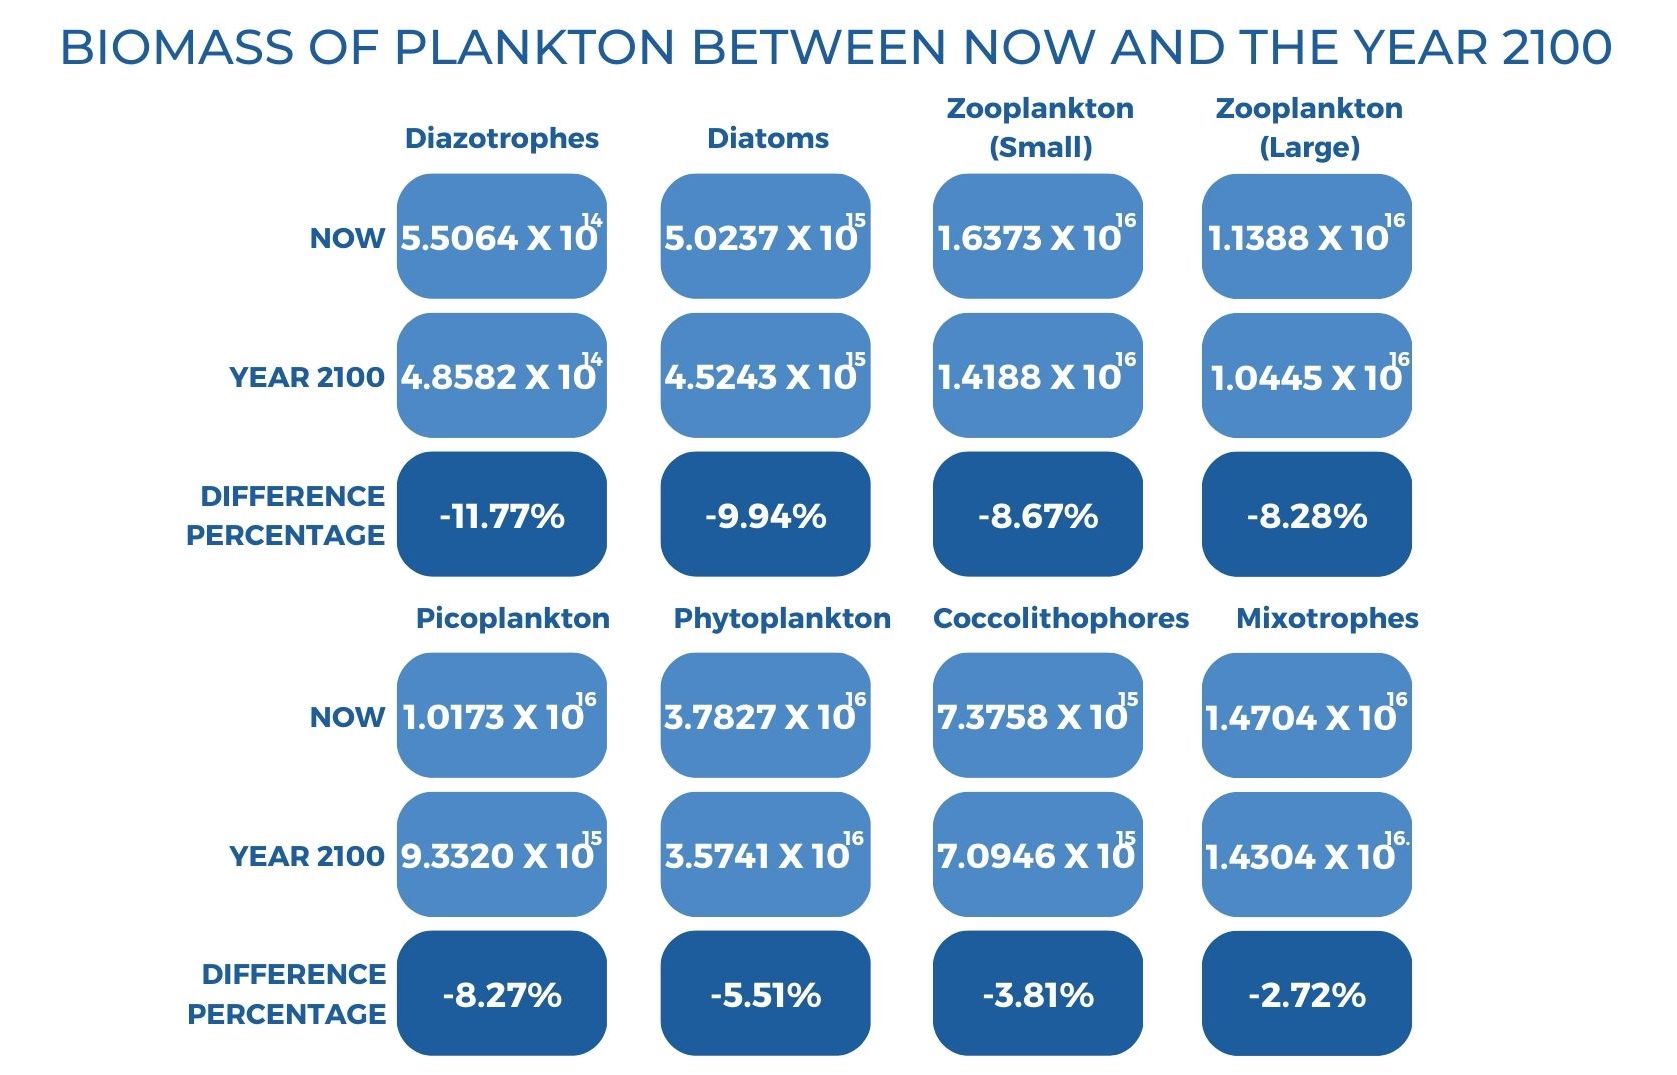 BIOMASS OF PLANKTON BETWEEN NOW AND THE YEAR 2100
Diazotrophes Diatoms Zooplankton (Small) Zooplankton (Large)
NOW 5.5064 X 10^14 5.0237 X 10^15 1.6373 X 10^16 1.1388 X 10^16
YEAR 2100 4.8582 X 10^14 4.5243 X 10^15 1.4188 X 10^16 1.0445 X 10^16
DIFFERENCE PERCENTAGE -11.77% -9.94% -8.67% -8.28%
Picoplankton Phytoplankton Coccolithophores Mixotrophes
NOW 1.0173 X 10^16 3.7827 X 10^16 7.3758 X 10^15 1.4704 X 10^16
YEAR 2100 9.3320 X 10^15 3.5741 X 10^16 7.0946 X 10^15 1.4304 X 10^16.
DIFFERENCE PERCENTAGE -8.27% -5.51% -3.81% -2.72%